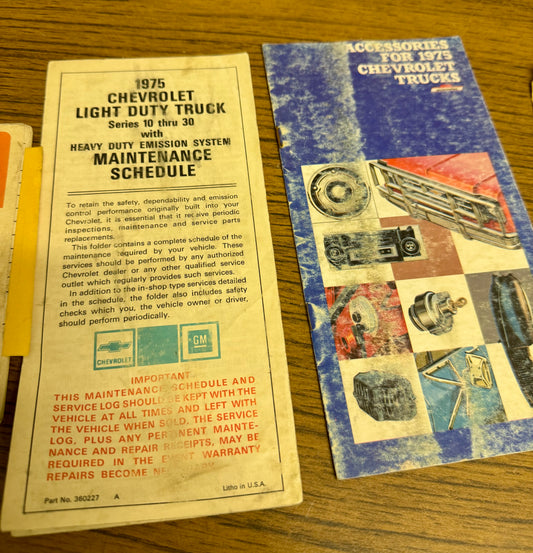 1975
CHEVROLET
LIGHT DUTY TRUCK
Series 10 thru 30
with
HEAVY DUTY EMISSION SYSTEM
MAINTENANCE
SCHEDULE
To retain the safety, dependability and emission
control performance originally built into your
Chevrolet, it is essential that it receive periodic
inspections, maintenance and service parts
replacements.
This folder contains a complete schedule of the
maintenance required by your vehicle. These
services should be performed by any authorized
Chevrolet dealer or any other qualified service
outlet which regularly provides such services.
In addition to the in-shop type services detailed
in the schedule, the folder also includes safety
checks which you, the vehicle owner or driver,
should perform periodically.
CHEVROLET
GM
IMPORTANT
THIS MAINTENANCE SCHEDULE AND
SERVICE LOG SHOULD BE KEPT WITH THE
VEHICLE AT ALL TIMES AND LEFT WITH
THE VEHICLE WHEN SOLD. THE SERVICE
LOG, PLUS ANY PERTINENT MAINTE-
NANCE AND REPAIR RECEIPTS, MAY BE
REQUIRED IN THE EVENT WARRANTY
REPAIRS BECOME
Part No. 360227 A
Litho in U.S.A.
ACCESSORIES
FOR 1975
CHEVROLET
TRUCKS